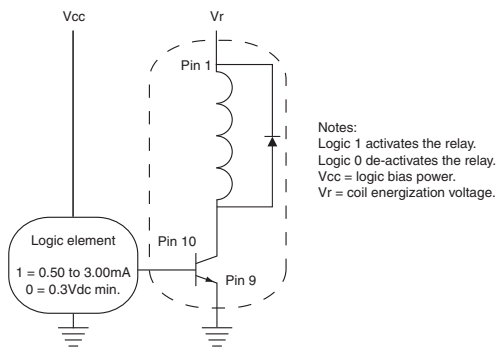 Vcc
Vr
Pin 1
Notes:
Logic 1 activates the relay.
Logic 0 de-activates the relay.
Vcc = logic bias power.
Vr = coil energization voltage.
Logic element
1 = 0.50 to 3.00mA
0 = 0.3Vdc min.
Pin 10
Pin 9